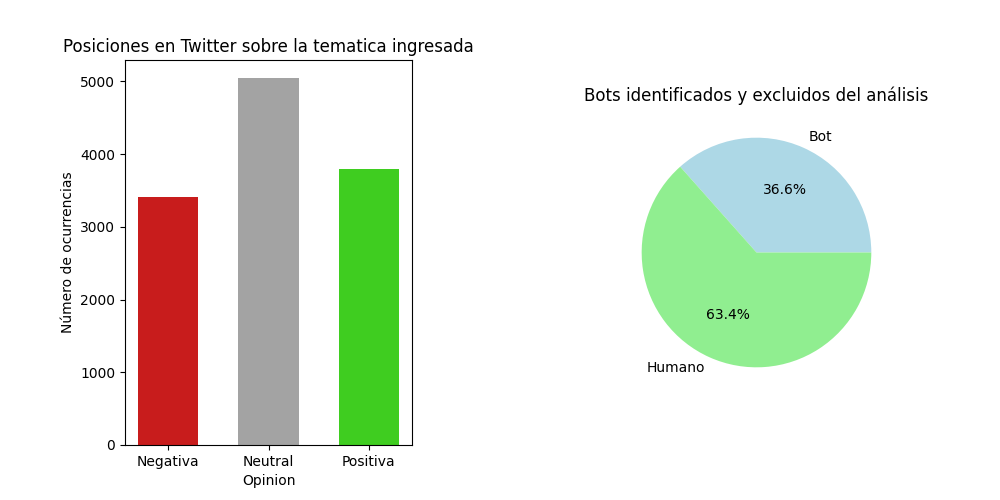 Posiciones en Twitter sobre la tematica ingresada
Número de ocurrencias
5000
4000
3000
2000
1000
0
Negativa
Neutral
Positiva
Opinion
Bots identificados y excluidos del análisis
Bot
36.6%
63.4%
Humano